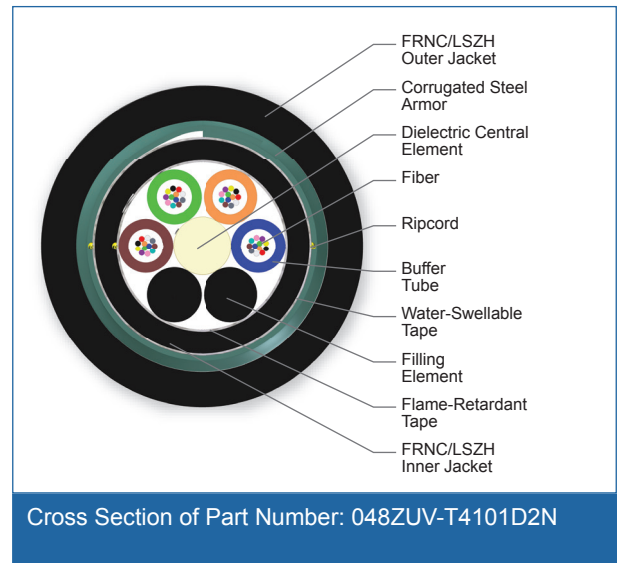 FRNC/LSZH
Outer Jacket
Corrugated Steel
Armor
Dielectric Central
Element
Fiber
Ripcord
Buffer
Tube
Water-Swellable
Tape
Filling
Element
Flame-Retardant
Tape
FRNC/LSZH
Inner Jacket
Cross Section of Part Number: 048ZUV-T4101D2N